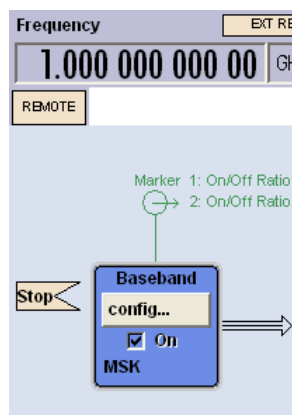 Frequency
EXT RE
1.000 000 000 00 GH
REMOTE
Marker 1: On/Off Ratio
2: On/Off Ratio
Baseband
Stop
config...
On
MSK